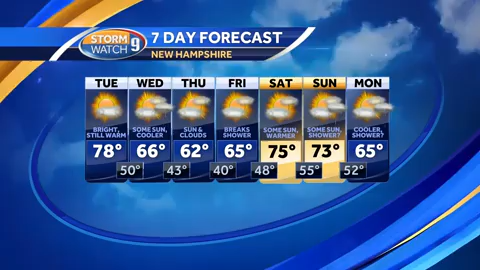 STORM
WATCH 9
7 DAY FORECAST
NEW HAMPSHIRE
TUE WED THU FRI SAT SUN MON
BRIGHT, STILL WARM
SOME SUN, COOLER
SUN & CLOUDS
BREAKS SHOWER
SOME SUN, WARMER
SOME SUN, SHOWER?
COOLER, SHOWER?
78° 66° 62° 65° 75° 73° 65°
50° 43° 40° 48° 55° 52°